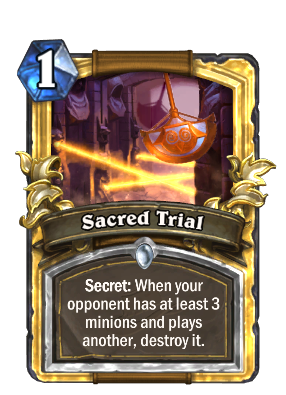 1
Sacred Trial
Secret: When your
opponent has at least 3
minions and plays
another, destroy it.